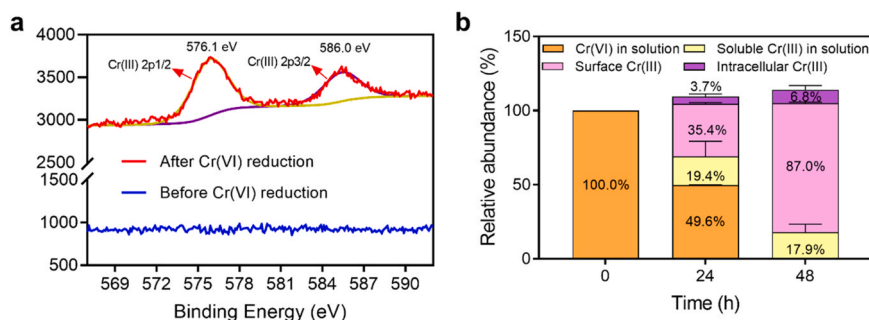 a
4000
3500
3000
2500
1500
1000
500
576.1 eV
586.0 eV
Cr(III) 2p1/2
Cr(III) 2p3/2
After Cr(VI) reduction
Before Cr(VI) reduction
569 572 575 578 581 584 587 590
Binding Energy (eV)
b
Relative abundance (%)
150
100
50
0
Cr(VI) in solution
Soluble Cr(III) in solution
Surface Cr(III)
Intracellular Cr(III)
100.0%
3.7%
35.4%
19.4%
49.6%
6.8%
87.0%
17.9%
0 24 48
Time (h)